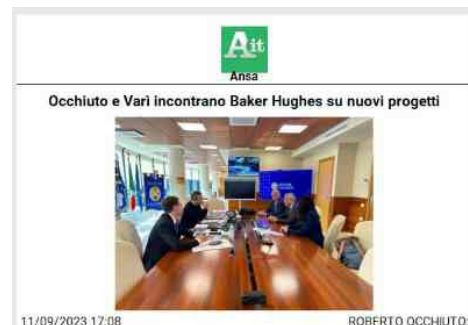 Ait
Ansa
Occhiuto e Varì incontrano Baker Hughes su nuovi progetti
11/09/2023 17:08 ROBERTO OCCHIUTO: